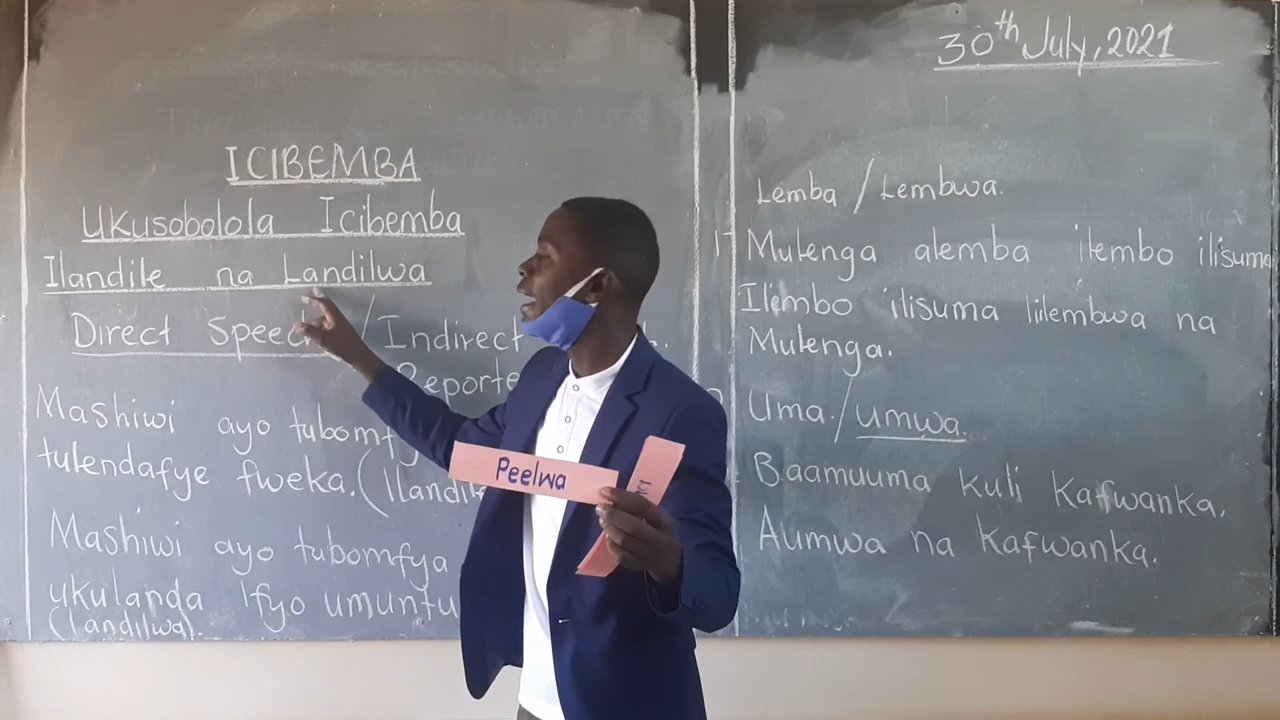 ICIBEMBA
Ukusobolola Icibemba
Ilandile na Landilwa
Direct Speech / Indirect
Reporte
Mashiwi ayo tubomfya
tulendafye fweka. (Ilandile
Mashiwi ayo tubomfya
ukulanda Ifyo umuntu
(landilwa).
Peelwa
30th July, 2021
Lemba / Lembwa.
1 Mulenga alemba ilembo ilisuma
Ilembo ilisuma liilembwa na
Mulenga.
Uma / umwa.
Baamuuma kuli Kafwanka.
Aumwa na Kafwanka.